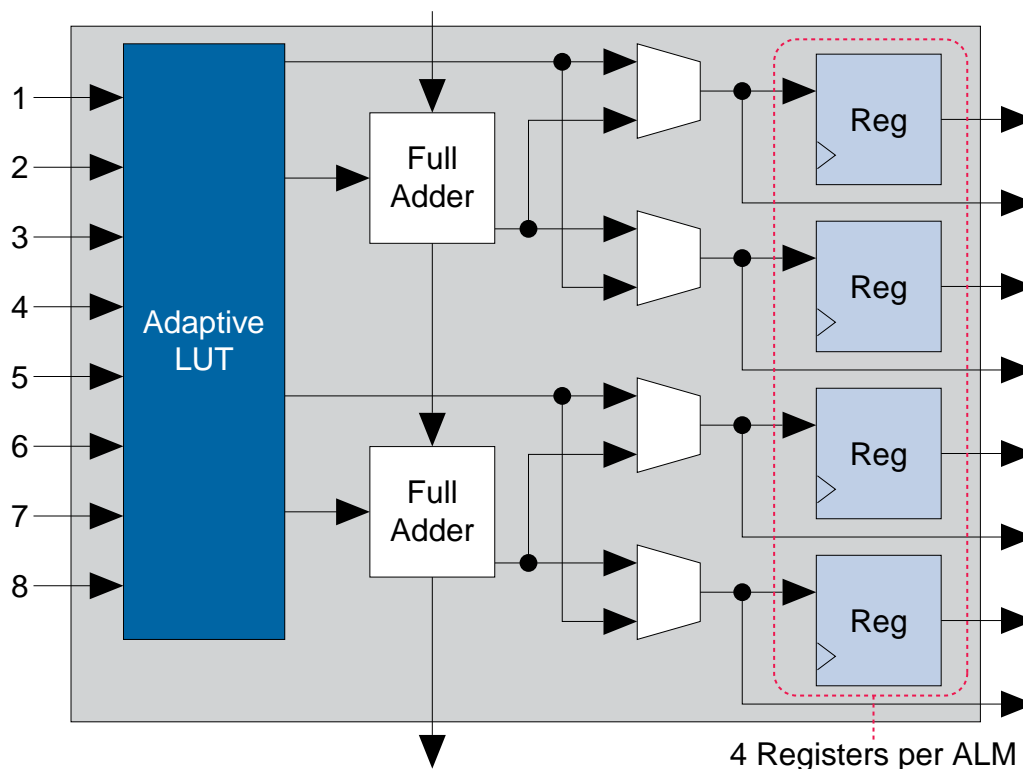 1
2
3
4
5
6
7
8
Adaptive
LUT
Full
Adder
Full
Adder
Reg
Reg
Reg
Reg
4 Registers per ALM